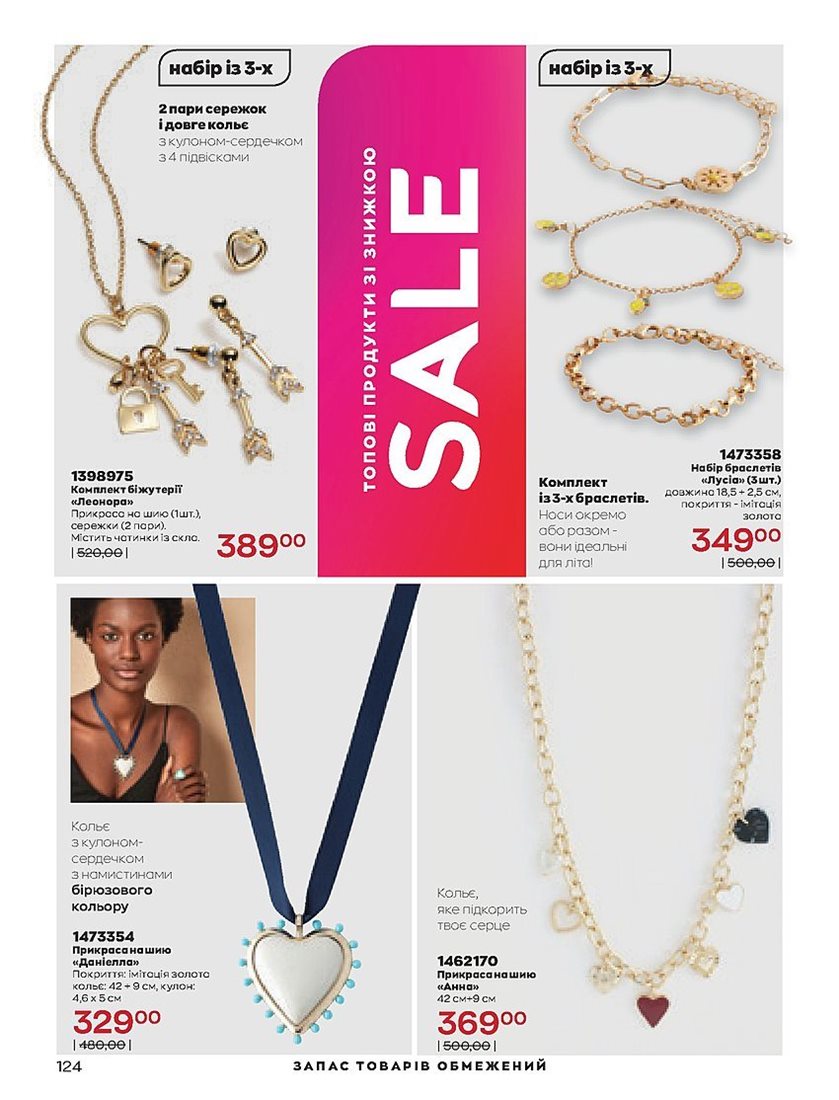 набір із 3-х
2 пари сережок
і довге кольє
з кулоном-сердечком
з 4 підвісками
1398975
Комплект біжутерії
«Леонора»
Прикраса на шию (1шт.),
сережки (2 пари).
Містить чатинки із скла.
|520,00|
389⁰⁰
ТОПОВІ ПРОДУКТИ ЗІ ЗНИЖКОЮ
SALE
набір із 3-х
Комплект
із 3-х браслетів.
Носи окремо
або разом -
вони ідеальні
для літа!
1473358
Набір браслетів
«Лусіа» (3шт.)
довжина 18,5 + 2,5 см,
покриття - імітація
золота
349⁰⁰
|500,00|
Кольє
з кулоном-
сердечком
з намистинами
бірюзового
кольору
1473354
Прикраса на шию
«Даніелла»
Покриття: імітація золота
кольє: 42 + 9 см, кулон:
4,6 х 5 см
329⁰⁰
|480,00|
Кольє,
яке підкорить
твоє серце
1462170
Прикраса на шию
«Анна»
42 см+9 см
369⁰⁰
|500,00|
124
ЗАПАС ТОВАРІВ ОБМЕЖЕНИЙ